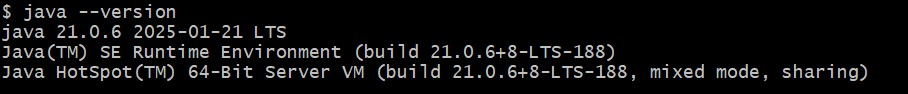 $ java --version
java 21.0.6 2025-01-21 LTS
Java(TM) SE Runtime Environment (build 21.0.6+8-LTS-188)
Java HotSpot(TM) 64-Bit Server VM (build 21.0.6+8-LTS-188, mixed mode, sharing)